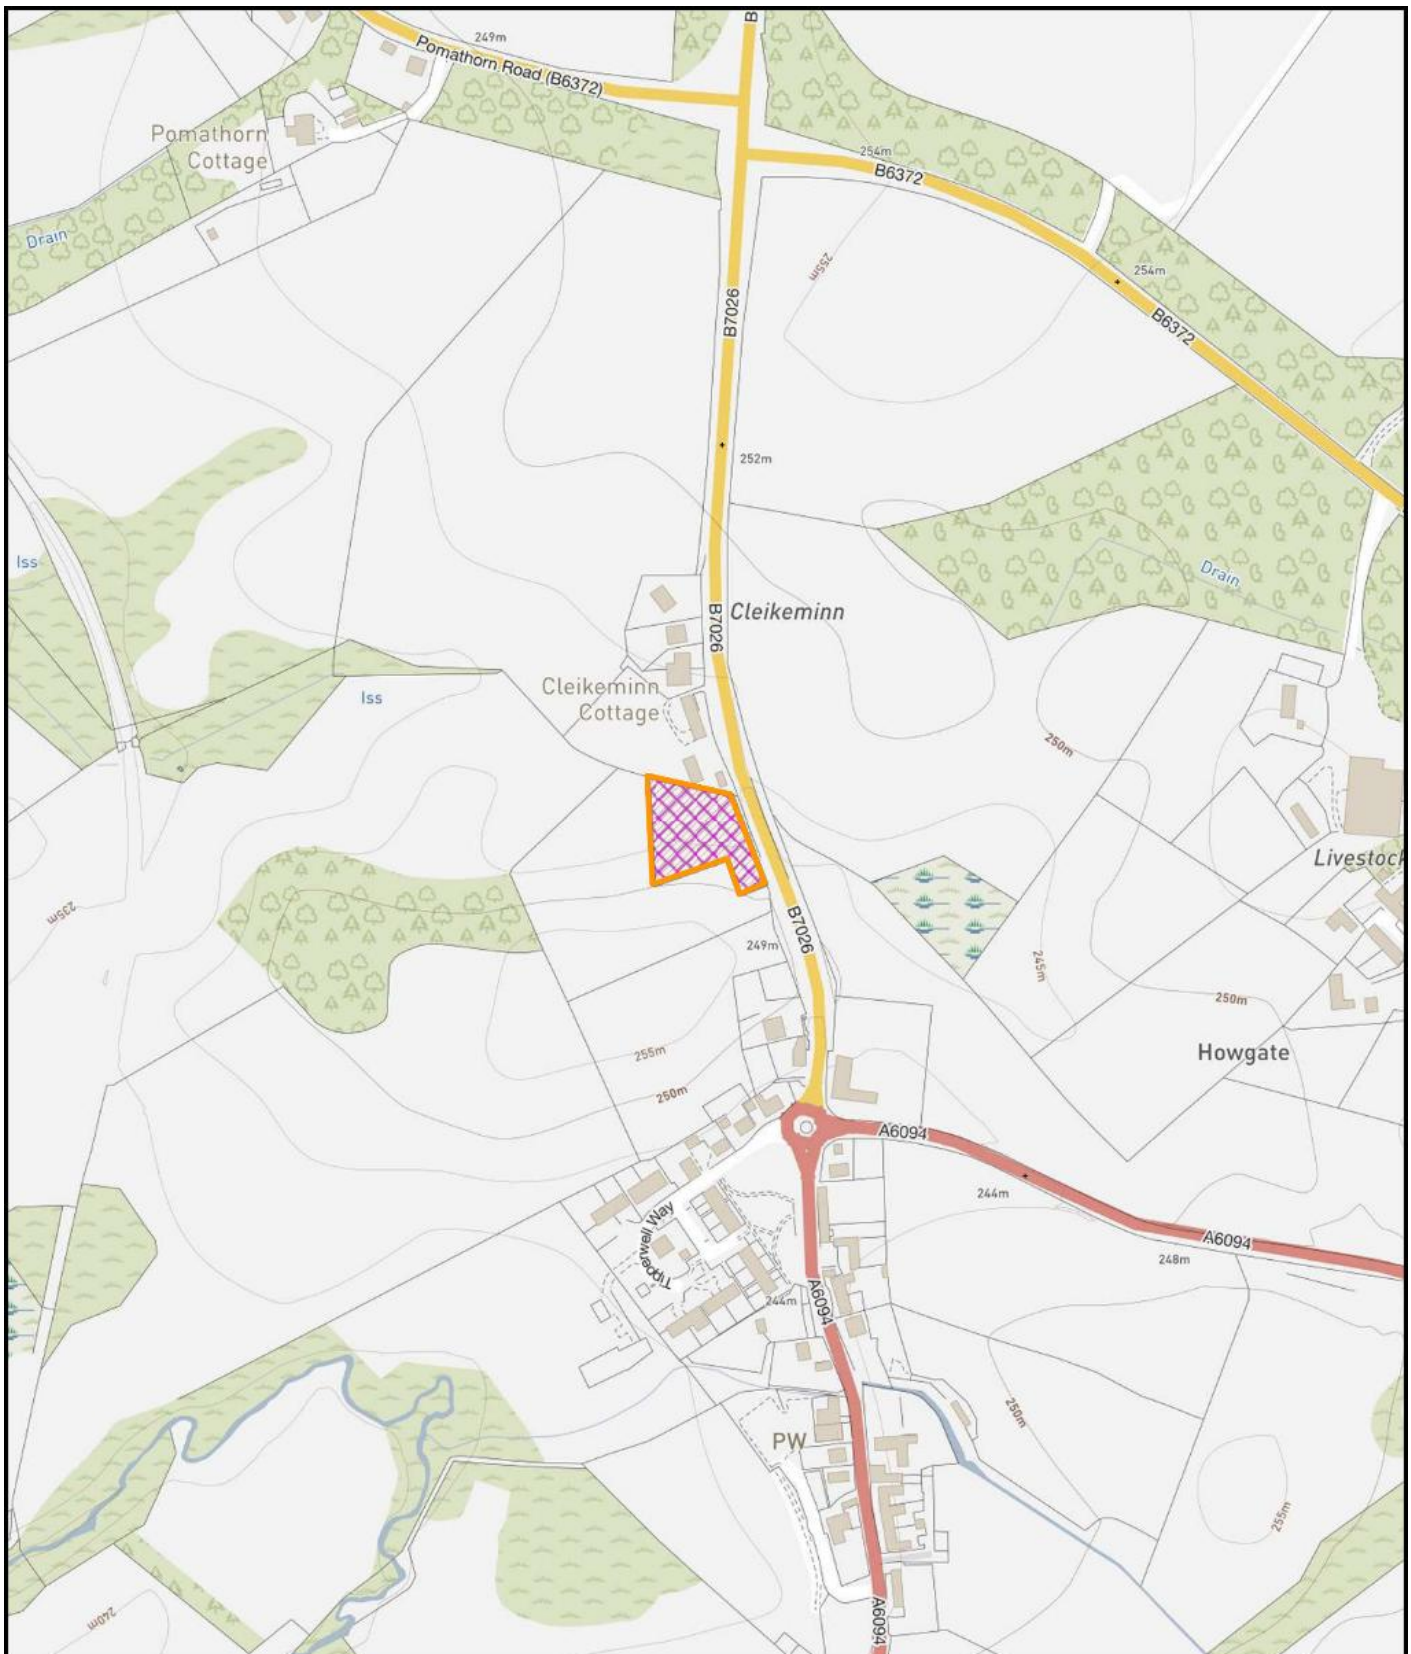 B
249m
Pomathorn Road (B6372)
Pomathorn
Cottage
254m
B6372
Drain
255m
254m
B7026
B6372
252m
Iss
Drain
B7026
Cleikeminn
Cleikeminn
Cottage
Iss
250m
Livestock
235m
B7026
249m
245m
250m
255m
Howgate
250m
A6094
244m
Tipperwell Way
A6094
248m
244m
A6094
250m
PW
255m
240m
A6094